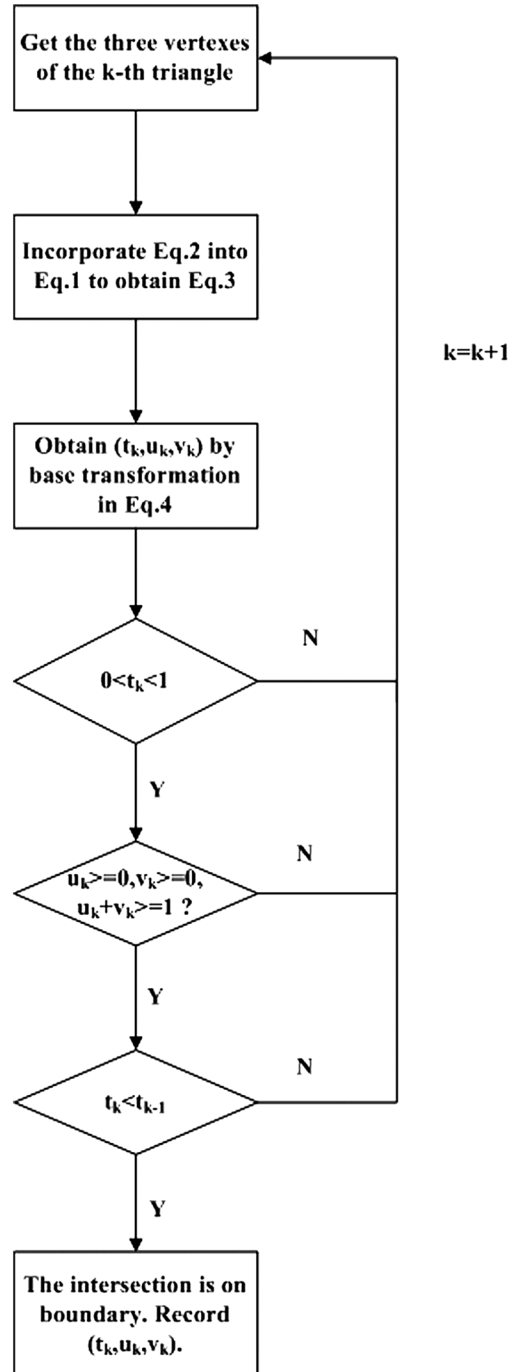 Get the three vertexes
of the k-th triangle
Incorporate Eq.2 into
Eq.1 to obtain Eq.3
k=k+1
Obtain (tk,uk,vk) by
base transformation
in Eq.4
N
0<tk<1
Y
N
uk>=0,vk>=0,
uk+vk>=1 ?
Y
N
tk<tk-1
Y
The intersection is on
boundary. Record
(tk,uk,vk).